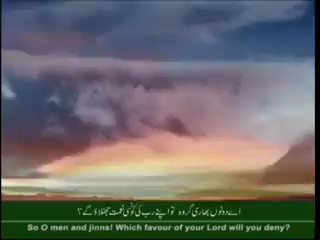 اے دونوں بھاری گروہ تو اپنے رب کی کونسی نعمت جھٹلاؤ گے؟
So O men and jinns! Which favour of your Lord will you deny?